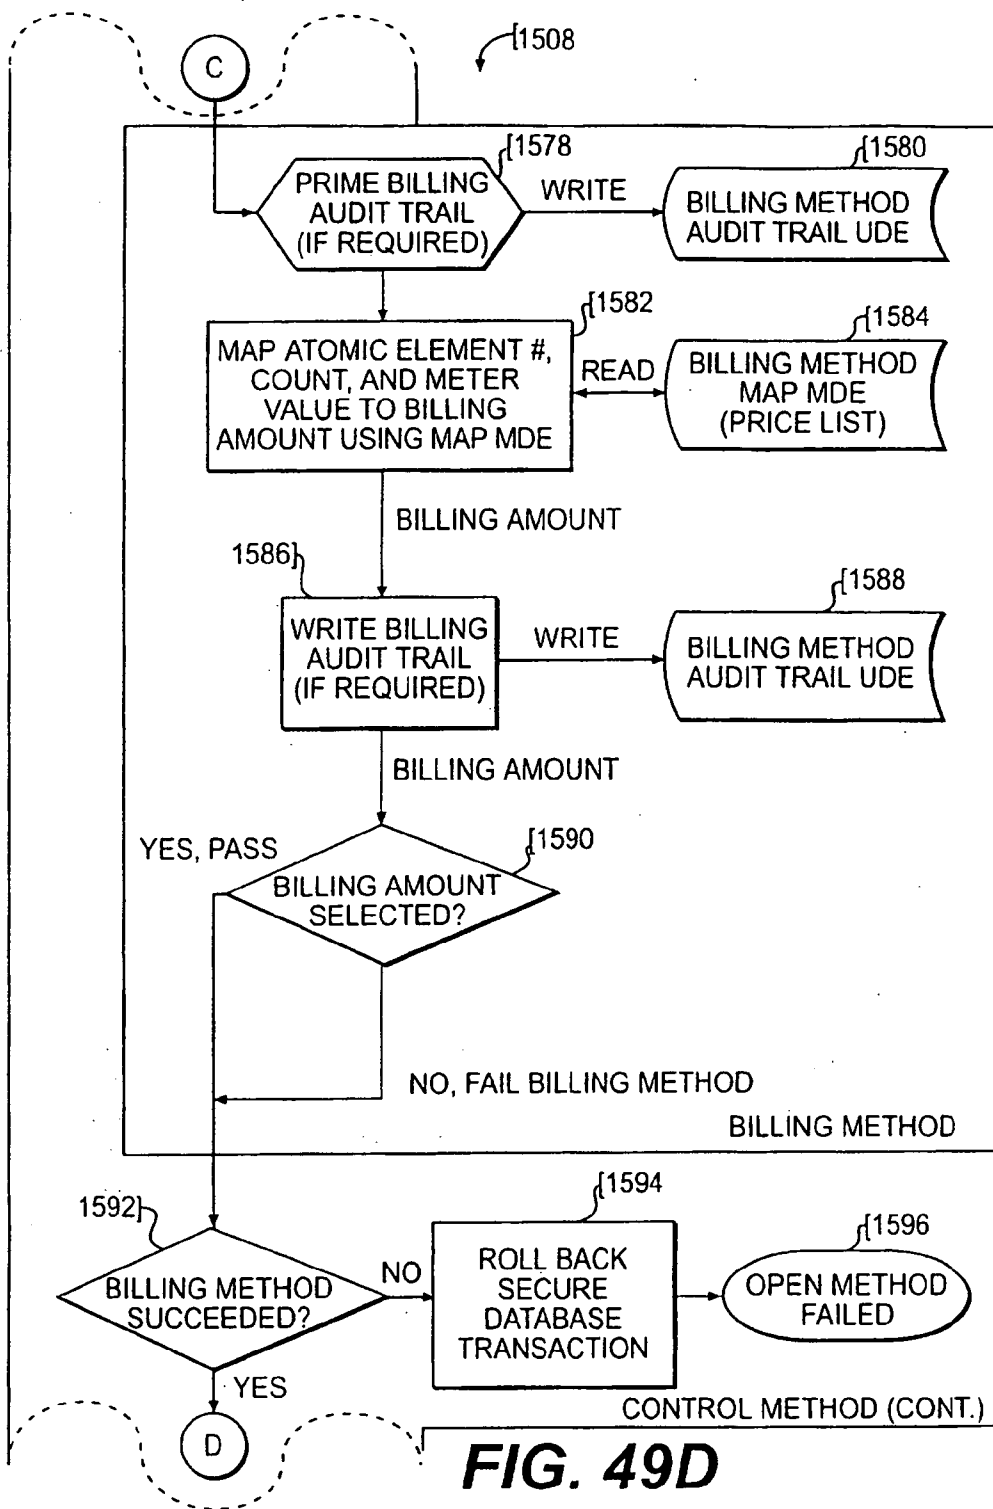 C
1508
1578
PRIME BILLING
AUDIT TRAIL
(IF REQUIRED)
WRITE
1580
BILLING METHOD
AUDIT TRAIL UDE
1582
MAP ATOMIC ELEMENT #,
COUNT, AND METER
VALUE TO BILLING
AMOUNT USING MAP MDE
READ
1584
BILLING METHOD
MAP MDE
(PRICE LIST)
BILLING AMOUNT
1586
WRITE BILLING
AUDIT TRAIL
(IF REQUIRED)
WRITE
1588
BILLING METHOD
AUDIT TRAIL UDE
BILLING AMOUNT
YES, PASS
1590
BILLING AMOUNT
SELECTED?
NO, FAIL BILLING METHOD
BILLING METHOD
1592
BILLING METHOD
SUCCEEDED?
NO
1594
ROLL BACK
SECURE
DATABASE
TRANSACTION
1596
OPEN METHOD
FAILED
YES
D
CONTROL METHOD (CONT.)
FIG. 49D